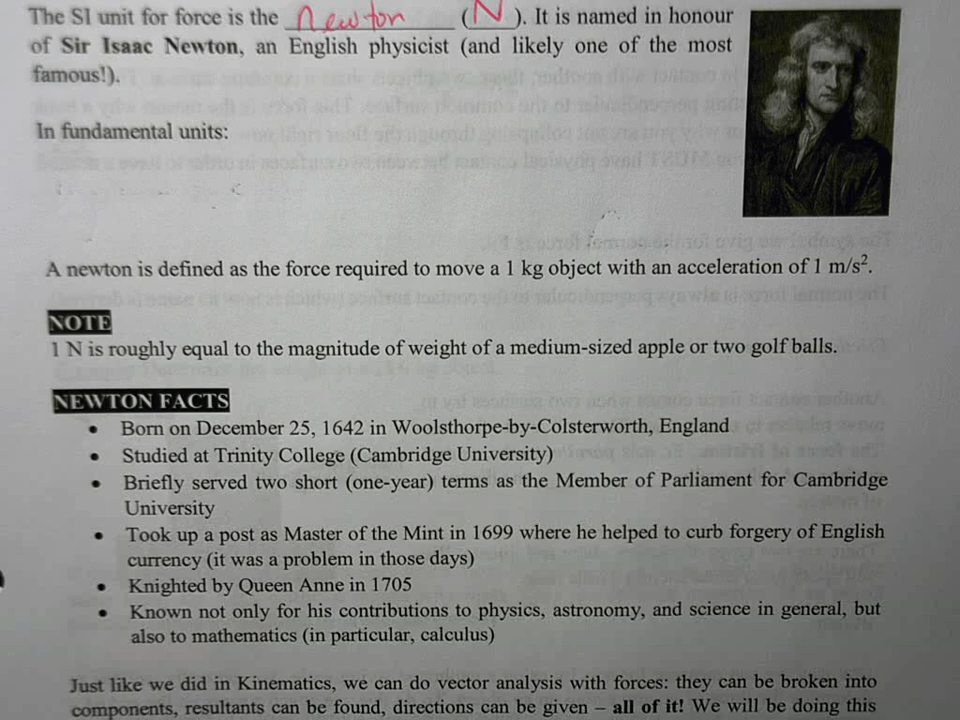 The SI unit for force is the newton (N). It is named in honour
of Sir Isaac Newton, an English physicist (and likely one of the most
famous!).
In fundamental units:
A newton is defined as the force required to move a 1 kg object with an acceleration of 1 m/s².
NOTE
1 N is roughly equal to the magnitude of weight of a medium-sized apple or two golf balls.
NEWTON FACTS
• Born on December 25, 1642 in Woolsthorpe-by-Colsterworth, England
• Studied at Trinity College (Cambridge University)
• Briefly served two short (one-year) terms as the Member of Parliament for Cambridge
University
• Took up a post as Master of the Mint in 1699 where he helped to curb forgery of English
currency (it was a problem in those days)
• Knighted by Queen Anne in 1705
• Known not only for his contributions to physics, astronomy, and science in general, but
also to mathematics (in particular, calculus)
Just like we did in Kinematics, we can do vector analysis with forces: they can be broken into
components, resultants can be found, directions can be given – all of it! We will be doing this